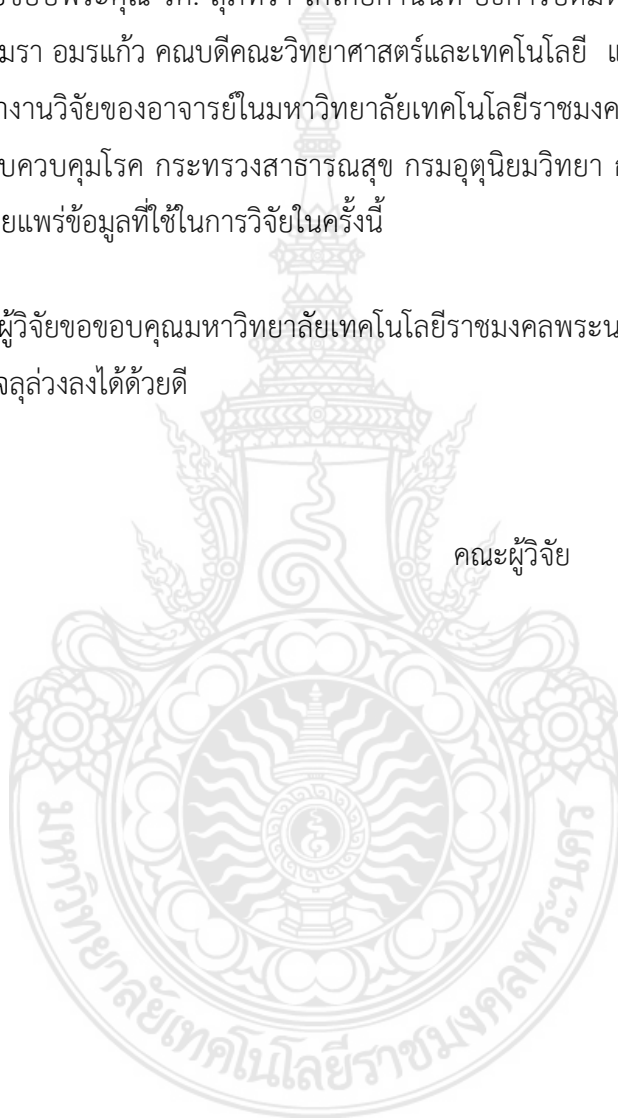 อมรแก้ว คณบดีคณะวิทยาศาสตร์และเทคโนโลยี
งานวิจัยของอาจารย์ในมหาวิทยาลัยเทคโนโลยีราชมงค
บควบคุมโรค กระทรวงสาธารณสุข กรมอุตุนิยมวิทยา
ยแพร่ข้อมูลที่ใช้ในการวิจัยในครั้งนี้
ผู้วิจัยขอขอบคุณมหาวิทยาลัยเทคโนโลยีราชมงคลพระน
จลุล่วงลงได้ด้วยดี
คณะผู้วิจัย
มหาวิทยาลัยเทคโนโลยีราชมงคลพระนคร